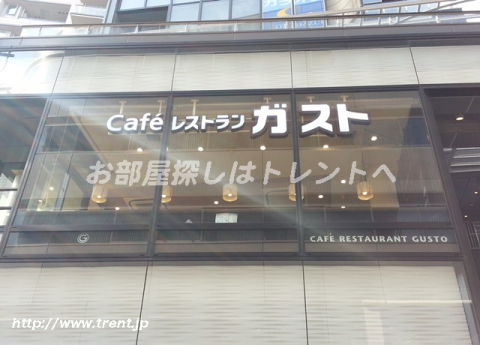 Café レストラン ガスト
お部屋探しはトレントへ
G
CAFÉ RESTAURANT GUSTO
http://www.trent.jp